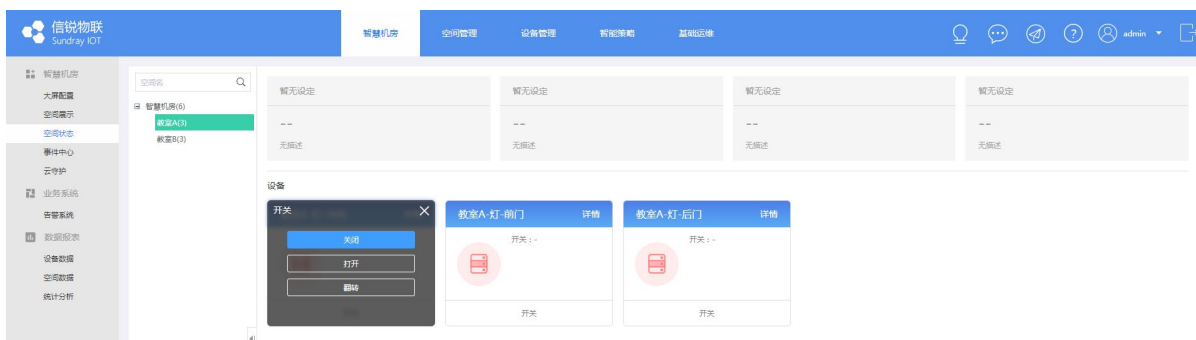 信锐物联
Sundray IOT
智慧机房
空间管理
设备管理
智能策略
基础运维
admin
智慧机房
大屏配置
空间展示
空间状态
事件中心
云守护
业务系统
告警系统
数据报表
设备数据
空间数据
统计分析
空间名
智慧机房(6)
教室A(3)
教室B(3)
暂无设定
--
无描述
暂无设定
--
无描述
暂无设定
--
无描述
暂无设定
--
无描述
设备
开关
关闭
打开
翻转
教室A-灯-前门 详情
开关：-
开关
教室A-灯-后门 详情
开关：-
开关